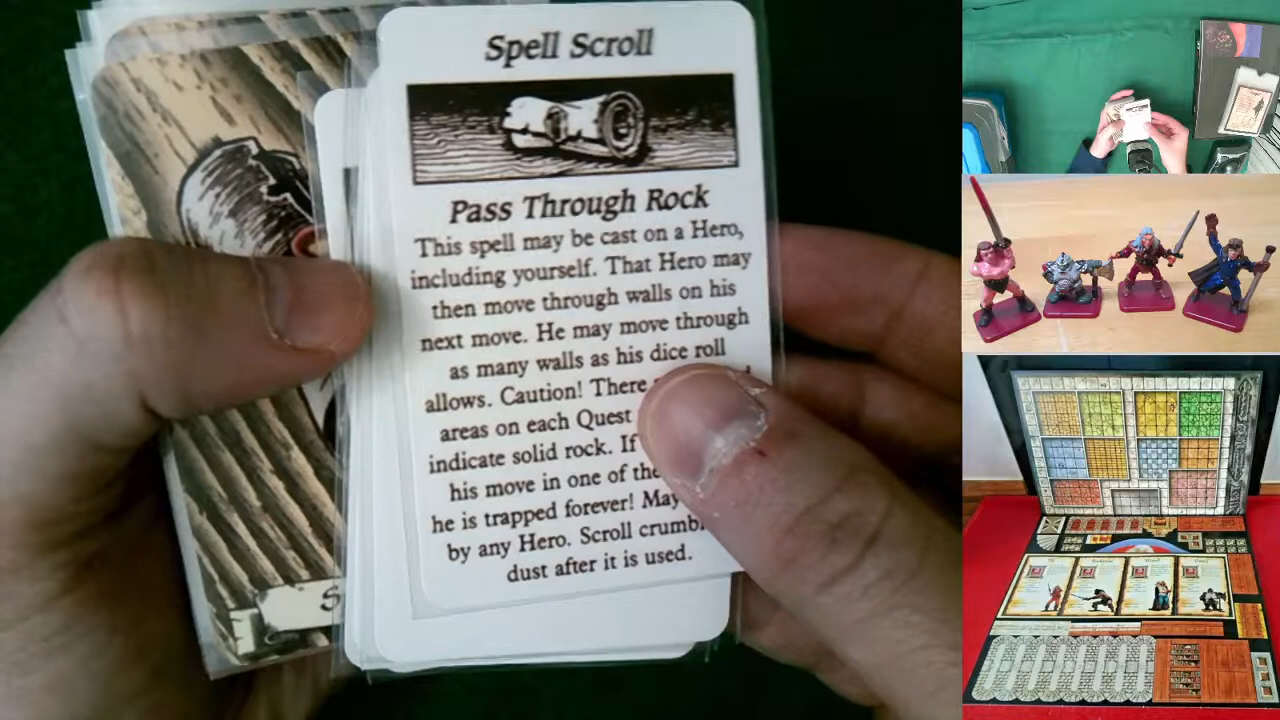 Spell Scroll
Pass Through Rock
This spell may be cast on a Hero,
including yourself. That Hero may
then move through walls on his
next move. He may move through
as many walls as his dice roll
allows. Caution! There
areas on each Quest
indicate solid rock. If
his move in one of the
he is trapped forever! May
by any Hero. Scroll
dust after it is used.